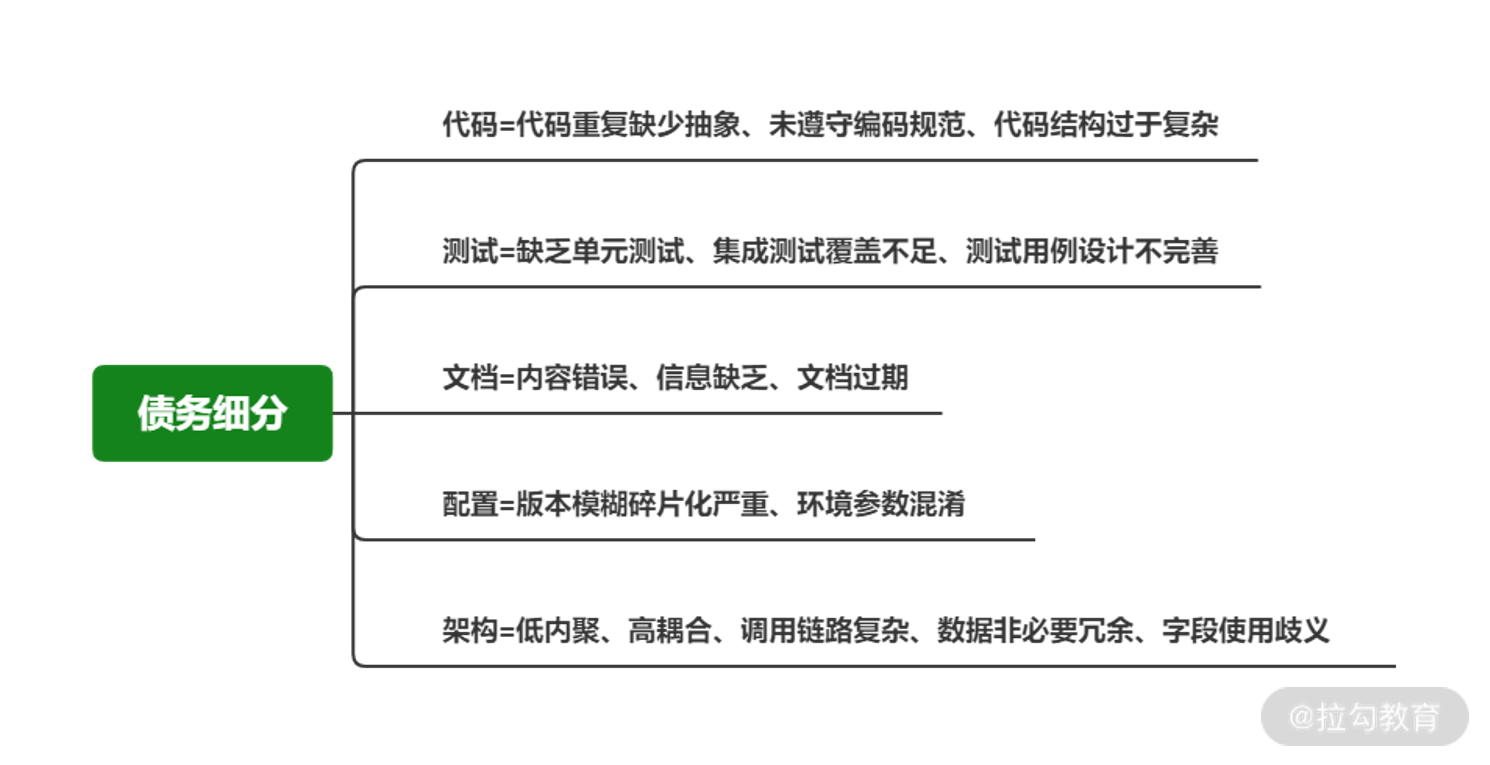 代码=代码重复缺少抽象、未遵守编码规范、代码结构过于复杂
测试=缺乏单元测试、集成测试覆盖不足、测试用例设计不完善
文档=内容错误、信息缺乏、文档过期
债务细分
配置=版本模糊碎片化严重、环境参数混淆
架构=低内聚、高耦合、调用链路复杂、数据非必要冗余、字段使用歧义
@拉勾教育